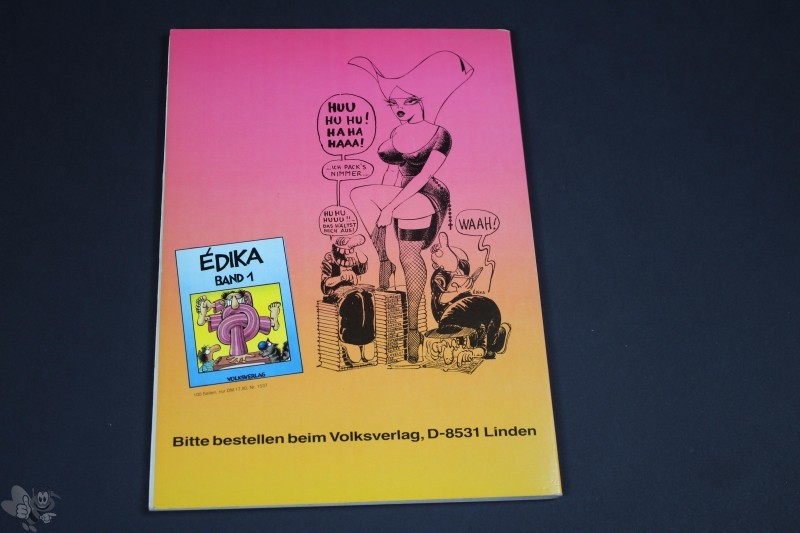 HUU
HU HU!
HA HA
HAAA!
...ICH PACK'S
NIMMER...
HU HU
HUUU!!..
DAS HÄLTST
MICH AUS!
WAAH!
ÉDIKA
BAND 1
VOLKSVERLAG
Bitte bestellen beim Volksverlag, D-8531 Linden